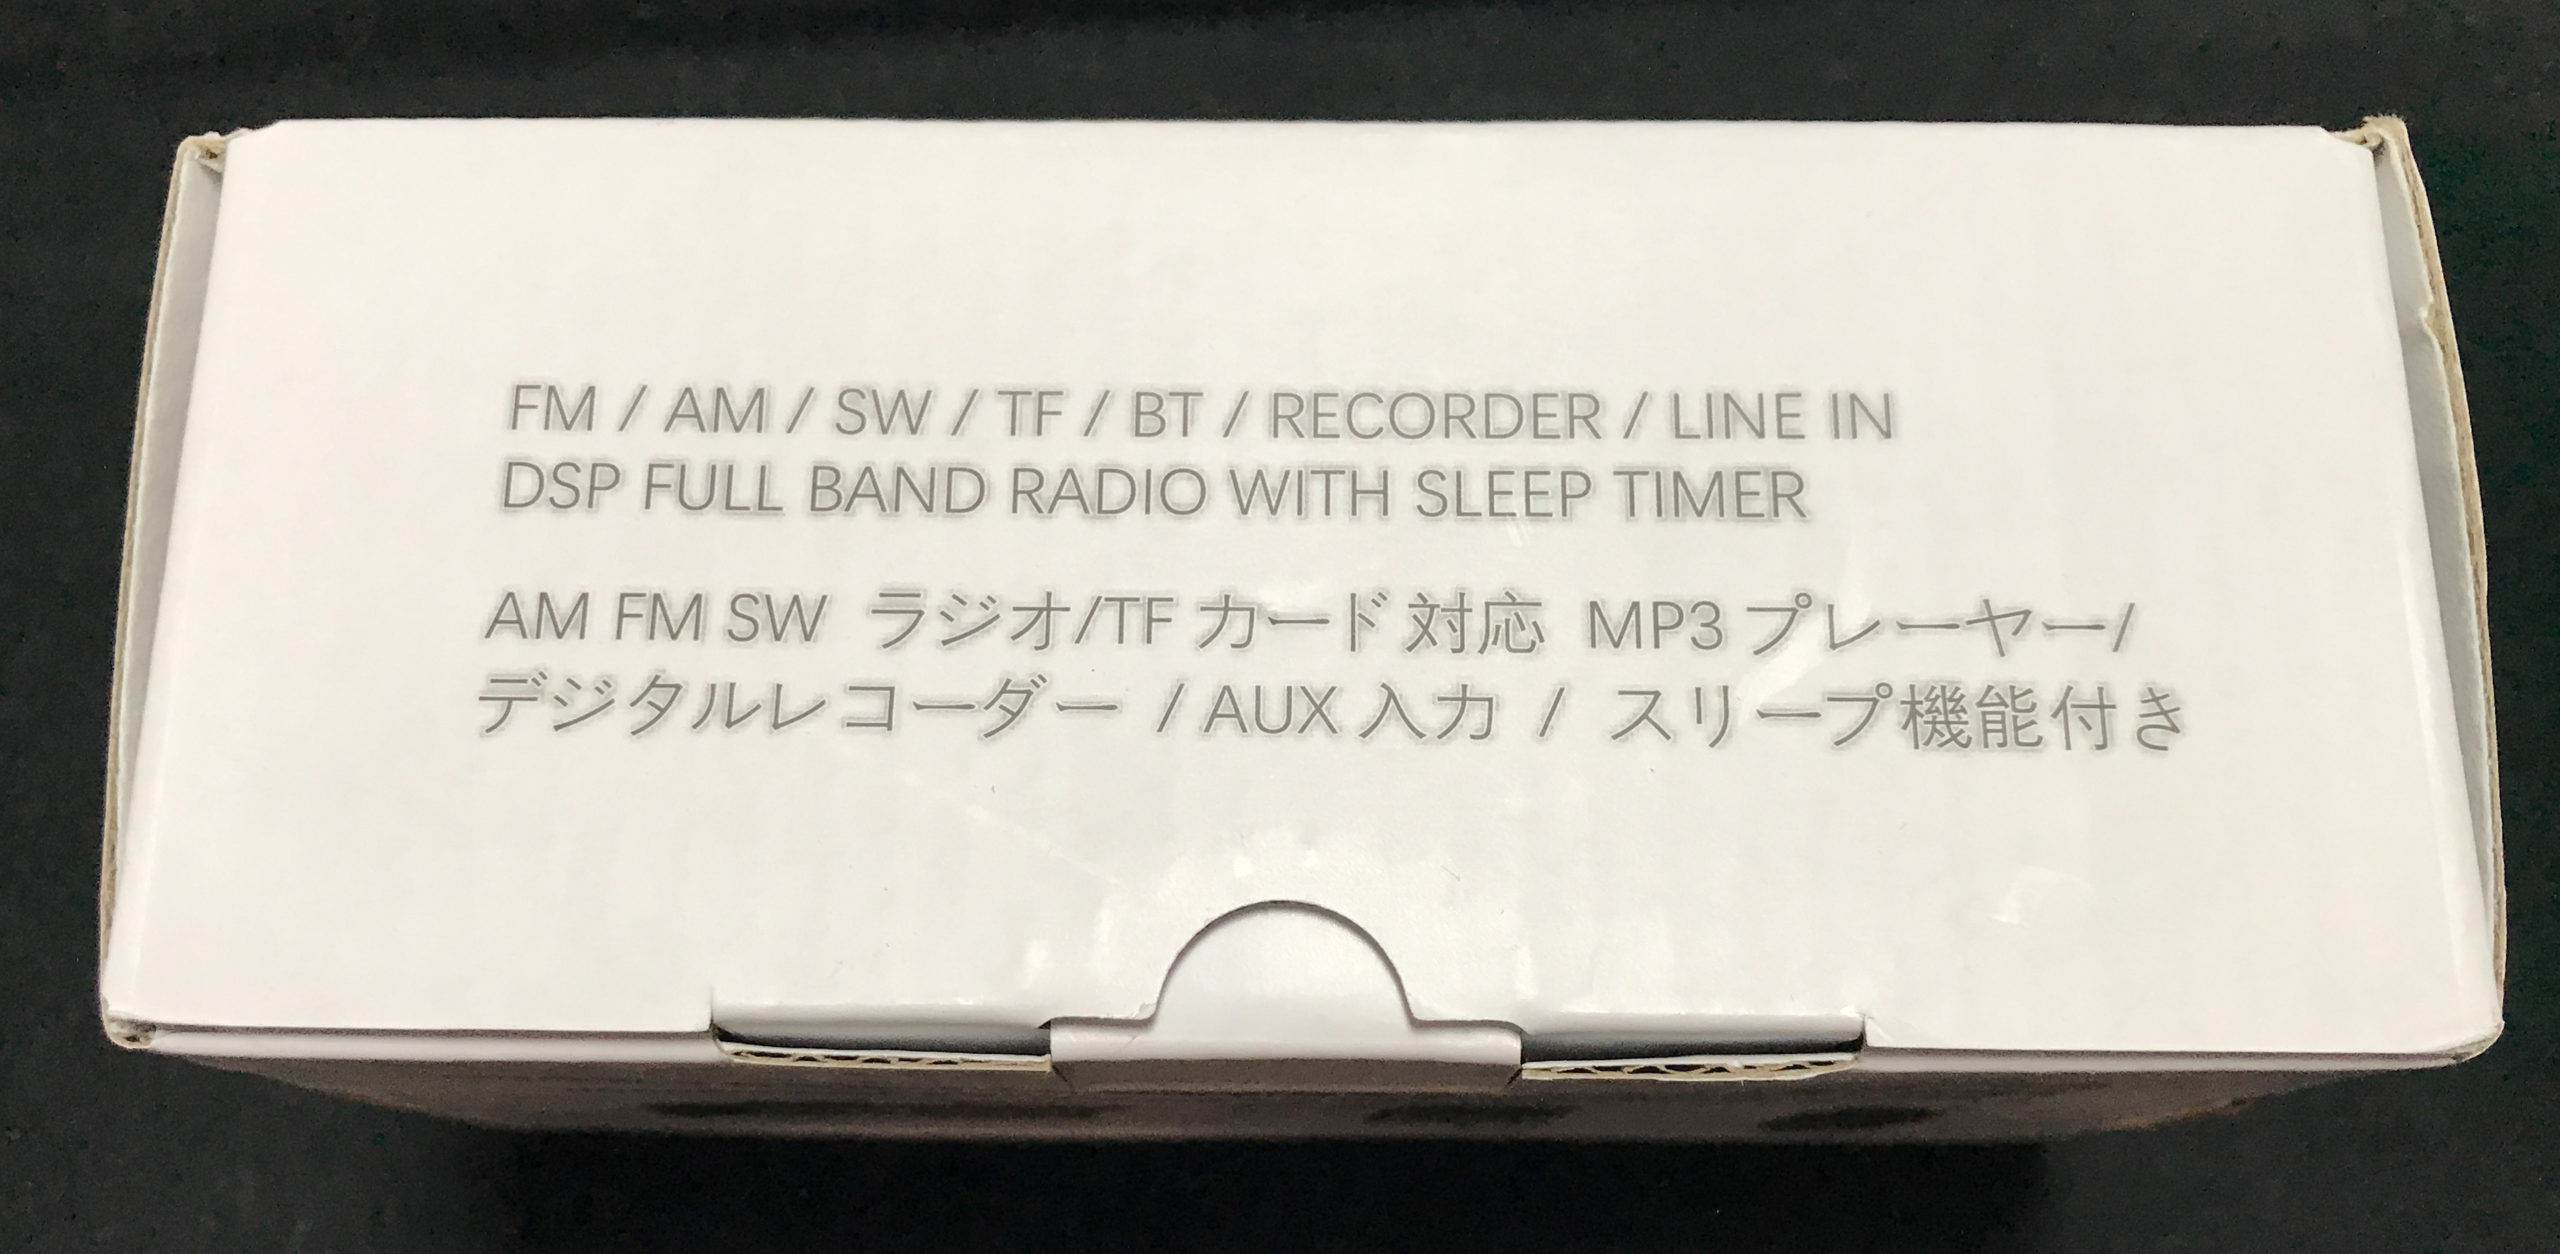 FM / AM / SW / TF / BT / RECORDER / LINE IN
DSP FULL BAND RADIO WITH SLEEP TIMER
AM FM SW ラジオ/TF カード対応 MP3 プレーヤー/
デジタルレコーダー / AUX 入力 / スリープ機能付き